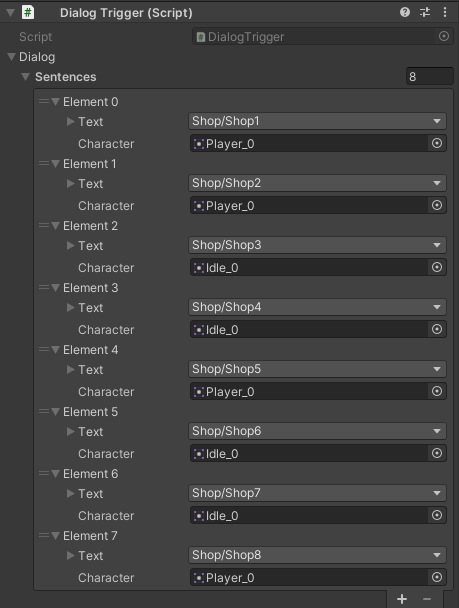 Dialog Trigger (Script)
Script DialogTrigger
Dialog
Sentences 8
Element 0
Text Shop/Shop1
Character Player_0
Element 1
Text Shop/Shop2
Character Player_0
Element 2
Text Shop/Shop3
Character Idle_0
Element 3
Text Shop/Shop4
Character Idle_0
Element 4
Text Shop/Shop5
Character Player_0
Element 5
Text Shop/Shop6
Character Idle_0
Element 6
Text Shop/Shop7
Character Idle_0
Element 7
Text Shop/Shop8
Character Player_0